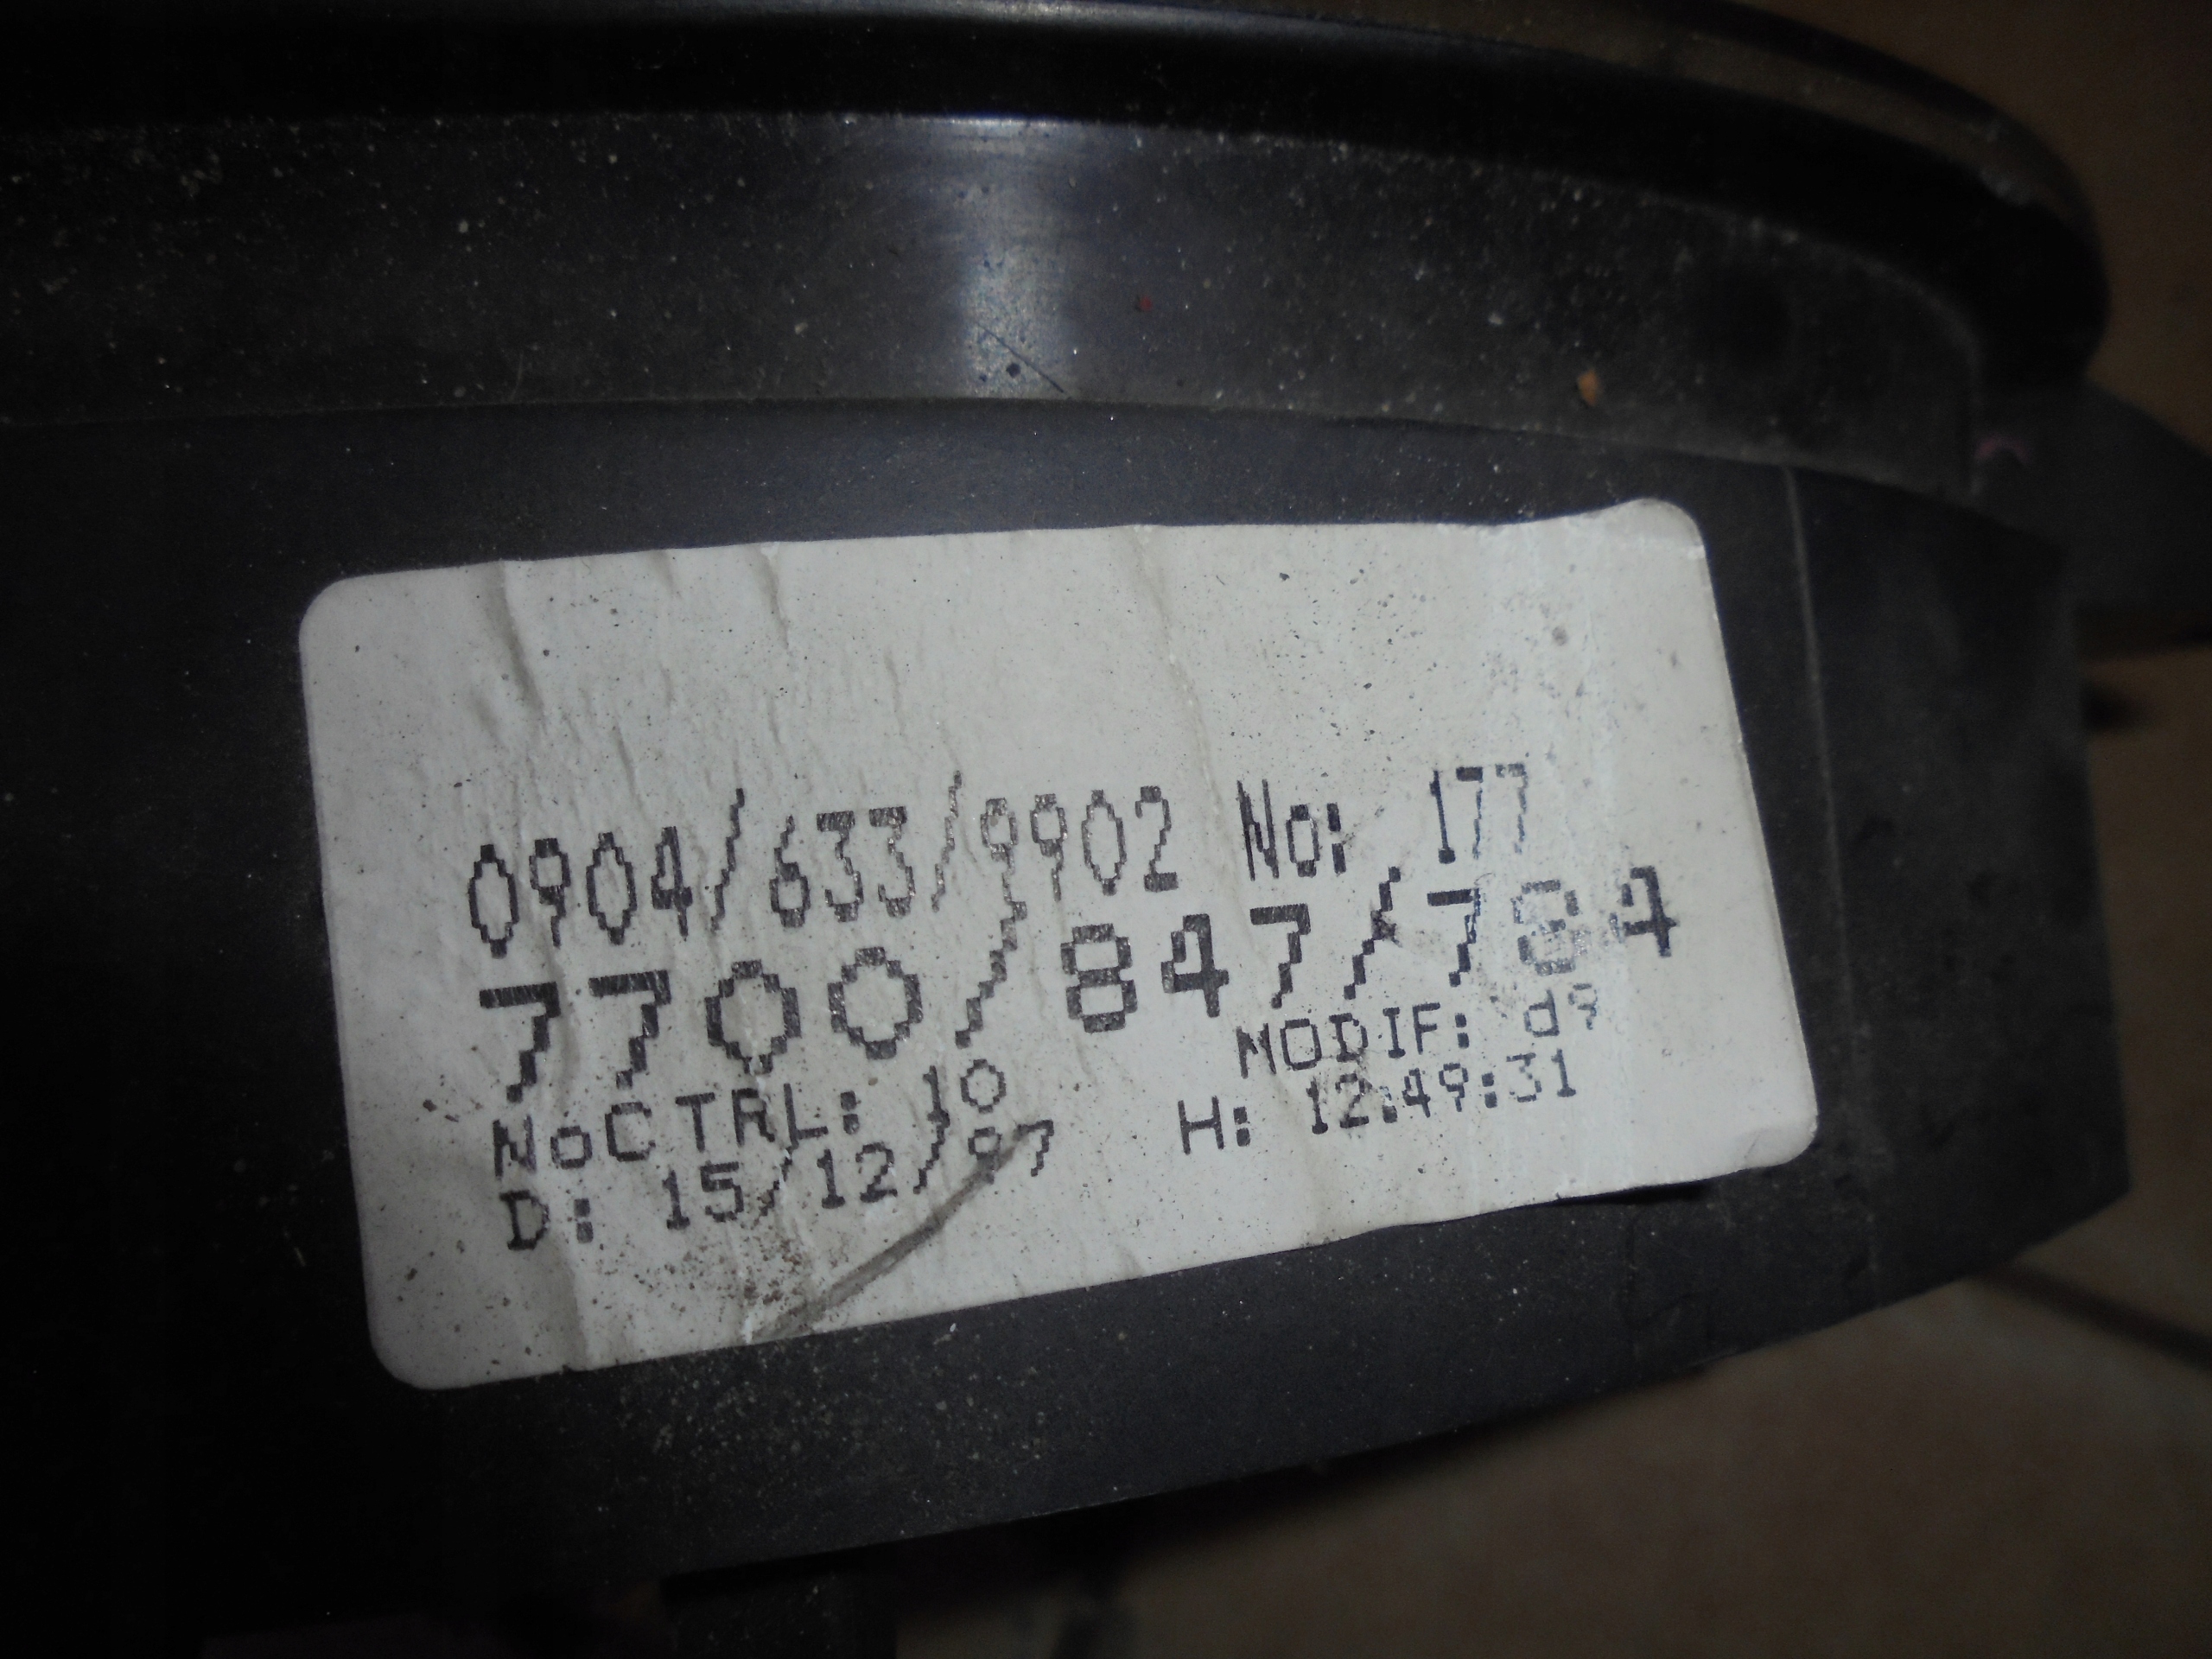 0904/633/9902 No: 177
7700/847/784
NoCTRL: 10 MODIF: d9
D: 15/12/97 H: 12:49:31